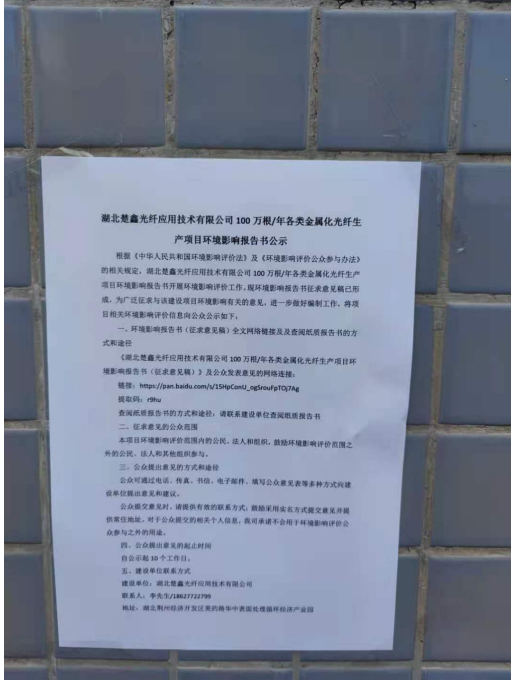 湖北楚鑫光纤应用技术有限公司 100 万根/年各类金属化光纤生
产项目环境影响报告书公示
根据《中华人民共和国环境影响评价法》及《环境影响评价公众参与办法》
的相关规定，湖北楚鑫光纤应用技术有限公司 100 万根/年各类金属化光纤生产
项目环境影响报告书开展环境影响评价工作，现环境影响报告书征求意见稿已形
成，为广泛征求与该建设项目环境影响有关的意见，进一步做好编制工作，将项
目相关环境影响评价信息向公众公示如下：
一、环境影响报告书（征求意见稿）全文网络链接及及查阅纸质报告书的方
式和途径
《湖北楚鑫光纤应用技术有限公司 100 万根/年各类金属化光纤生产项目环
境影响报告书（征求意见稿）》及公众发表意见的网络连接：
链接：https://pan.baidu.com/s/15HpConU_ogSrouFpTOj7Ag
提取码：r9hu
查阅纸质报告书的方式和途径：请联系建设单位查阅纸质报告书
二、征求意见的公众范围
本项目环境影响评价范围内的公民、法人和组织，鼓励环境影响评价范围之
外的公民、法人和其他组织参与。
三、公众提出意见的方式和途径
公众可通过电话、传真、书信、电子邮件、填写公众意见表等多种方式向建
设单位提出意见和建议。
公众提交意见时，请提供有效的联系方式；鼓励采用实名方式提交意见并提
供常住地址。对于公众提交的相关个人信息，我司承诺不会用于环境影响评价公
众参与之外的用途。
四、公众提出意见的起止时间
自公示起 10 个工作日。
五、建设单位联系方式
建设单位：湖北楚鑫光纤应用技术有限公司
联系人：李先生/18627722799
地址：湖北荆州经济开发区美的路华中表面处理循环经济产业园